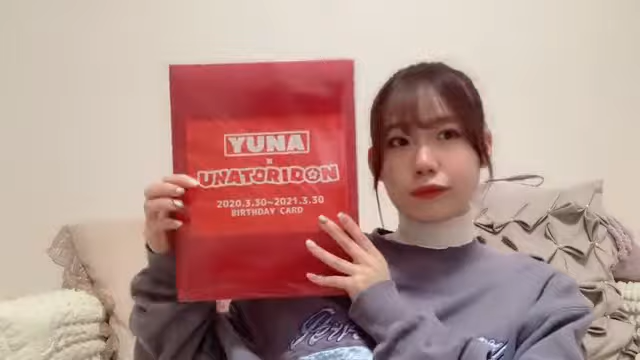 YUNA
×
UNATORIDON
2020.3.30~2021.3.30
BIRTHDAY CARD